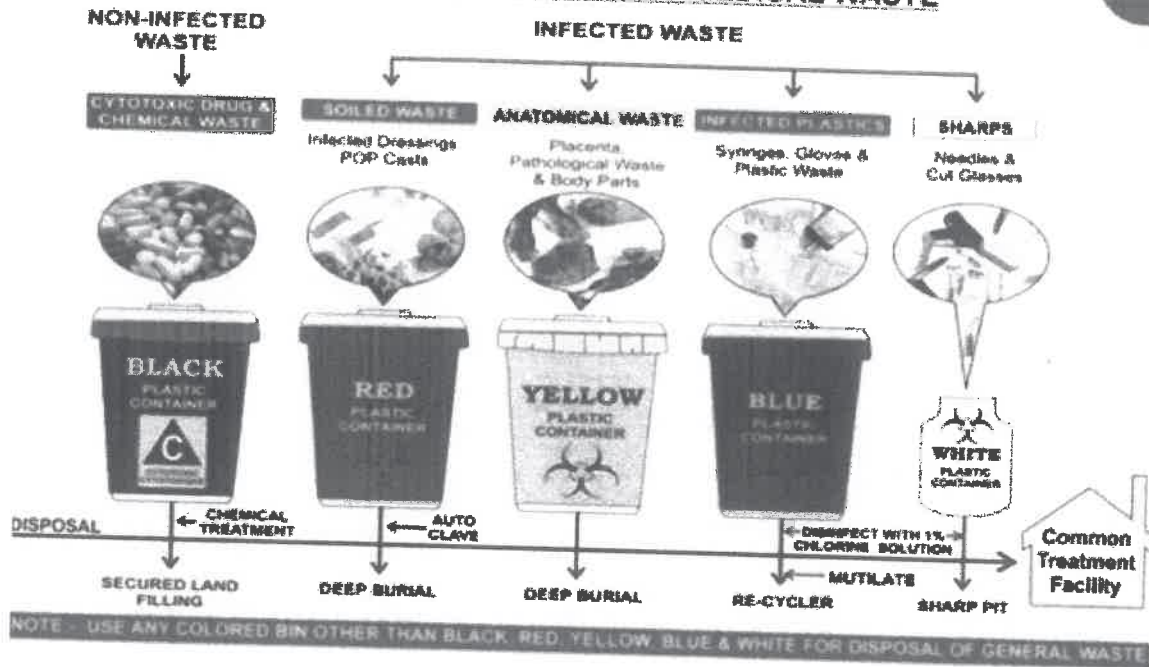 WASTE
NON-INFECTED
WASTE
INFECTED WASTE
CYTOTOXIC DRUG &
CHEMICAL WASTE
SOILED WASTE
Infected Dressings
POP Casts
ANATOMICAL WASTE
Placenta,
Pathological Waste
& Body Parts
INFECTED PLASTICS
Syringes, Gloves &
Plastic Waste
SHARPS
Needles &
Cut Glasses
BLACK
PLASTIC
CONTAINER
C
RED
PLASTIC
CONTAINER
YELLOW
PLASTIC
CONTAINER
BLUE
PLASTIC
CONTAINER
WHITE
PLASTIC
CONTAINER
DISPOSAL
CHEMICAL
TREATMENT
AUTO
CLAVE
DISINFECT WITH 1%
CHLORINE SOLUTION
MUTILATE
Common
Treatment
Facility
SECURED LAND
FILLING
DEEP BURIAL
DEEP BURIAL
RE-CYCLER
SHARP PIT
NOTE - USE ANY COLORED BIN OTHER THAN BLACK, RED, YELLOW, BLUE & WHITE FOR DISPOSAL OF GENERAL WASTE